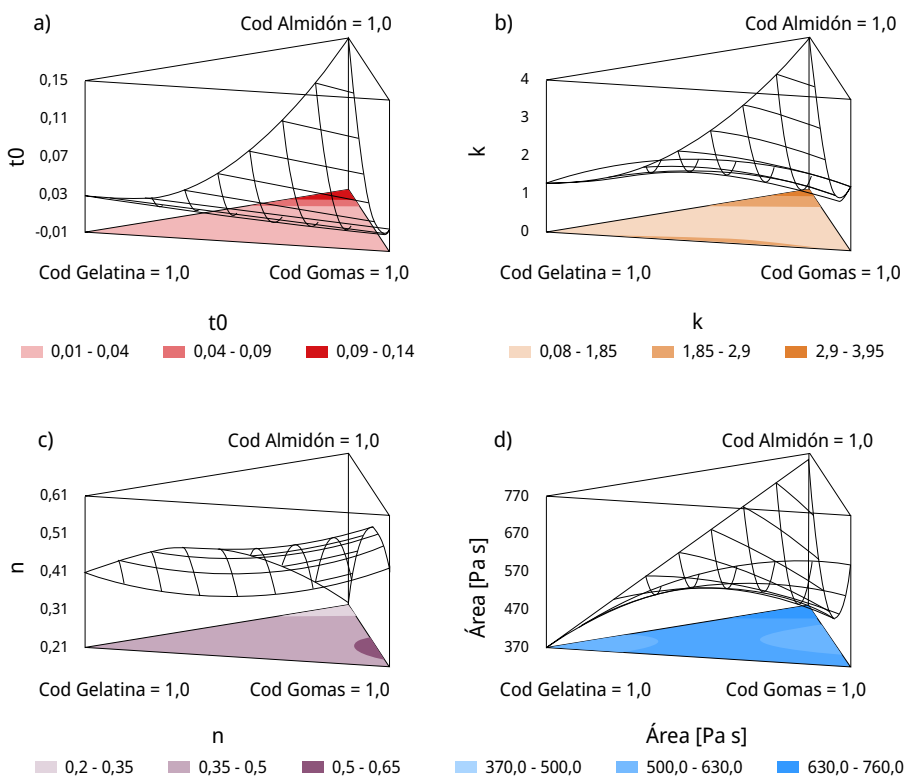 a)
Cod Almidón = 1,0
0,15
0,11
0,07
0,03
-0,01
t0
Cod Gelatina = 1,0
Cod Gomas = 1,0
t0
0,01 - 0,04
0,04 - 0,09
0,09 - 0,14
b)
Cod Almidón = 1,0
4
3
2
1
0
k
Cod Gelatina = 1,0
Cod Gomas = 1,0
k
0,08 - 1,85
1,85 - 2,9
2,9 - 3,95
c)
Cod Almidón = 1,0
0,61
0,51
0,41
0,31
0,21
n
Cod Gelatina = 1,0
Cod Gomas = 1,0
n
0,2 - 0,35
0,35 - 0,5
0,5 - 0,65
d)
Cod Almidón = 1,0
770
670
570
470
370
Área [Pa s]
Cod Gelatina = 1,0
Cod Gomas = 1,0
Área [Pa s]
370,0 - 500,0
500,0 - 630,0
630,0 - 760,0